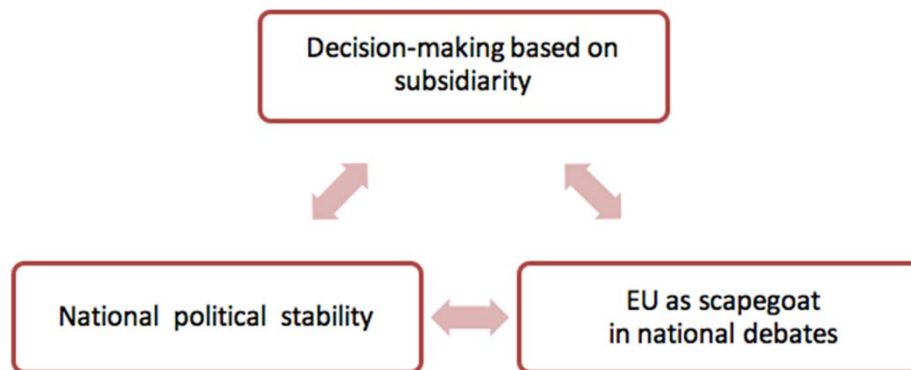 Decision-making based on
subsidiarity
National political stability
EU as scapegoat
in national debates